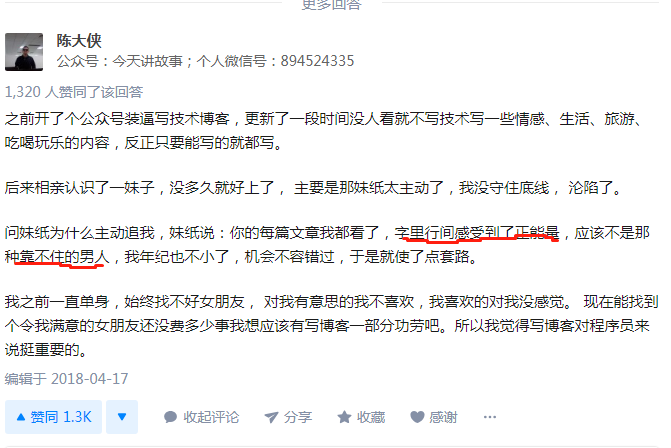 更多回答
陈大侠
公众号：今天讲故事；个人微信号：894524335
1,320 人赞同了该回答
之前开了个公众号装逼写技术博客，更新了一段时间没人看就不写技术写一些情感、生活、旅游、
吃喝玩乐的内容，反正只要能写的就都写。
后来相亲认识了一妹子，没多久就好上了， 主要是那妹纸太主动了，我没守住底线， 沦陷了。
问妹纸为什么主动追我，妹纸说：你的每篇文章我都看了，字里行间感受到了正能量，应该不是那
种靠不住的男人，我年纪也不小了，机会不容错过，于是就使了点套路。
我之前一直单身，始终找不好女朋友， 对我有意思的我不喜欢，我喜欢的对我没感觉。 现在能找到
个令我满意的女朋友还没费多少事我想应该有写博客一部分功劳吧。所以我觉得写博客对程序员来
说挺重要的。
编辑于 2018-04-17
赞同 1.3K
收起评论
分享
收藏
感谢